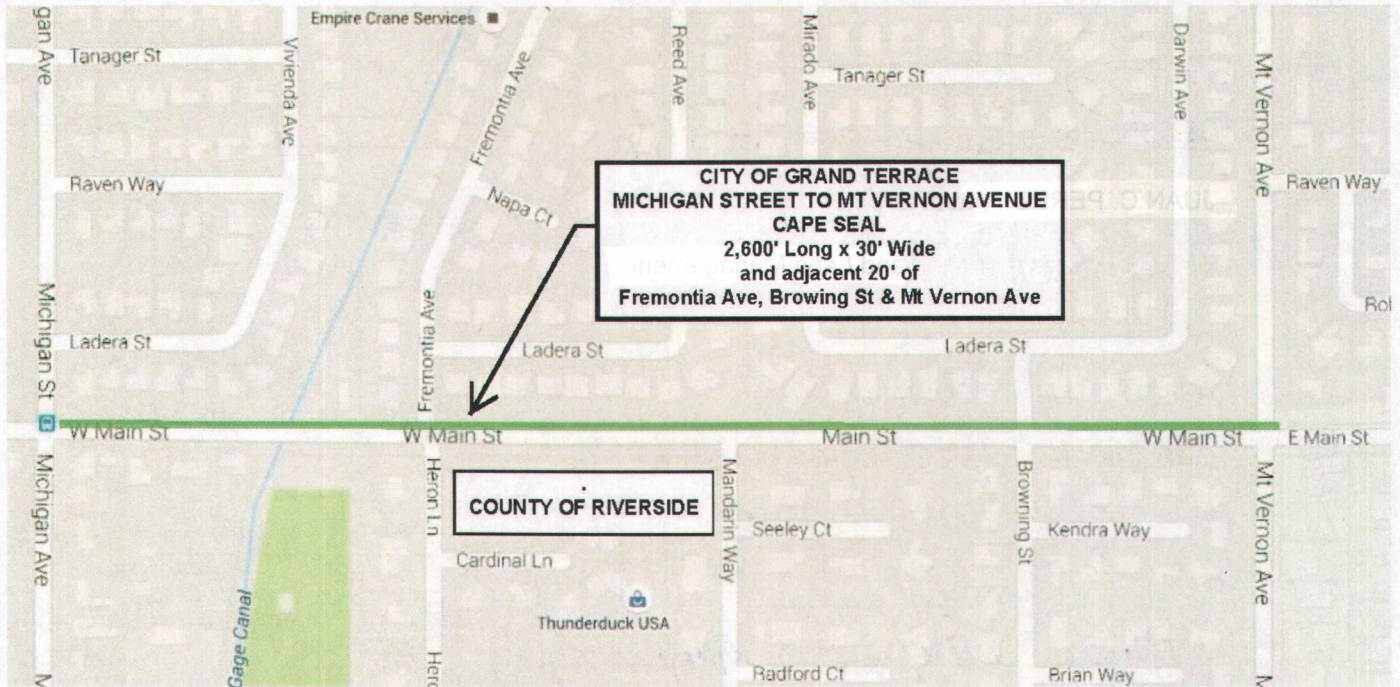 Empire Crane Services
gan Ave
Tanager St
Vivienda Ave
Fremontia Ave
Reed Ave
Mirado Ave
Tanager St
Darwin Ave
Mt Vernon Ave
Raven Way
Napa Ct
Raven Way
CITY OF GRAND TERRACE
MICHIGAN STREET TO MT VERNON AVENUE
CAPE SEAL
2,600' Long x 30' Wide
and adjacent 20' of
Fremontia Ave, Browing St & Mt Vernon Ave
Rol
Michigan St
Ladera St
Fremontia Ave
Ladera St
Ladera St
W Main St
W Main St
Main St
W Main St
E Main St
Michigan Ave
Heron Ln
COUNTY OF RIVERSIDE
Mandarin Way
Seeley Ct
Browning St
Kendra Way
Mt Vernon Ave
Cardinal Ln
Thunderduck USA
Gage Canal
M
Hero
Radford Ct
Brian Way
M